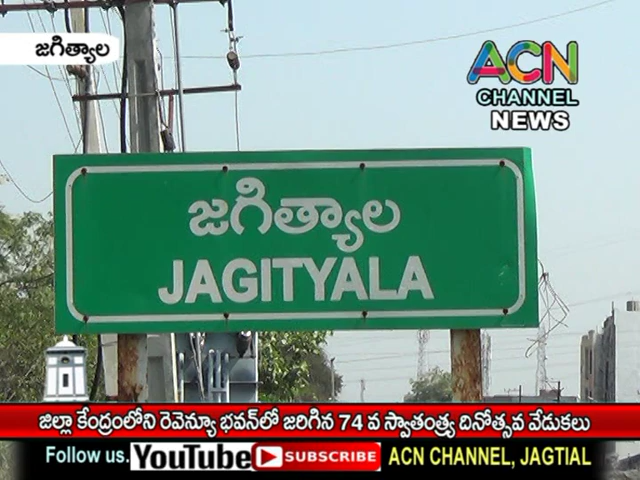 జగిత్యాల
ACN
CHANNEL
NEWS
జగిత్యాల
JAGITYALA
జిల్లా కేంద్రంలోని రెవెన్యూ భవన్‌లో జరిగిన 74 వ స్వాతంత్ర్య దినోత్సవ వేడుకలు
Follow us. YouTube SUBSCRIBE ACN CHANNEL, JAGTIAL